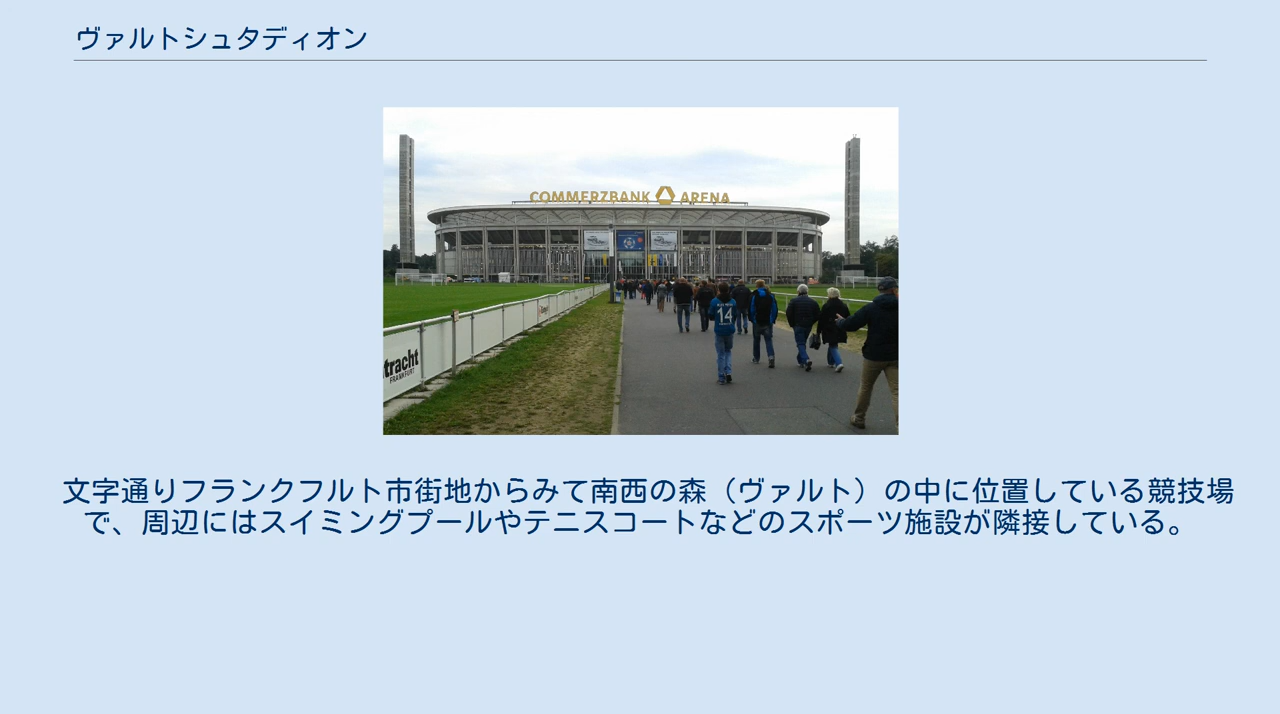 ヴァルトシュタディオン
COMMERZBANK ARENA
14
tracht
FRANKFURT
文字通りフランクフルト市街地からみて南西の森（ヴァルト）の中に位置している競技場
で、周辺にはスイミングプールやテニスコートなどのスポーツ施設が隣接している。